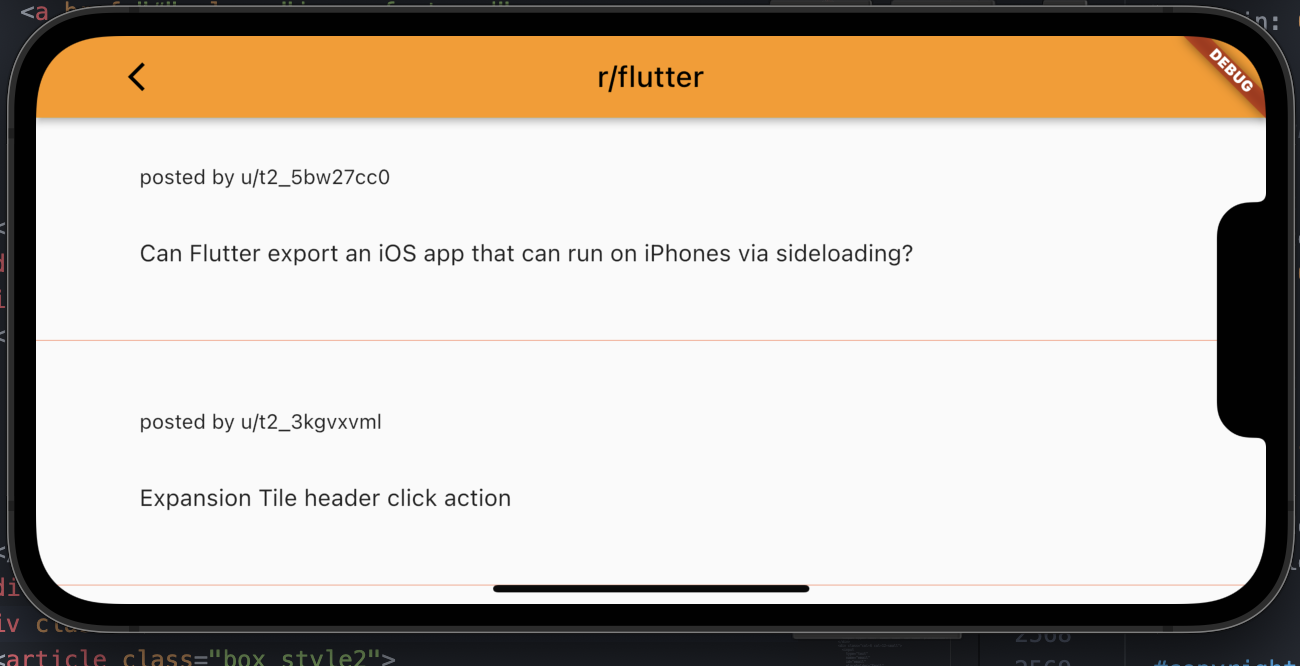 <a
r/flutter
DEBUG
posted by u/t2_5bw27cc0
Can Flutter export an iOS app that can run on iPhones via sideloading?
posted by u/t2_3kgvxvml
Expansion Tile header click action
<article class="box style2">